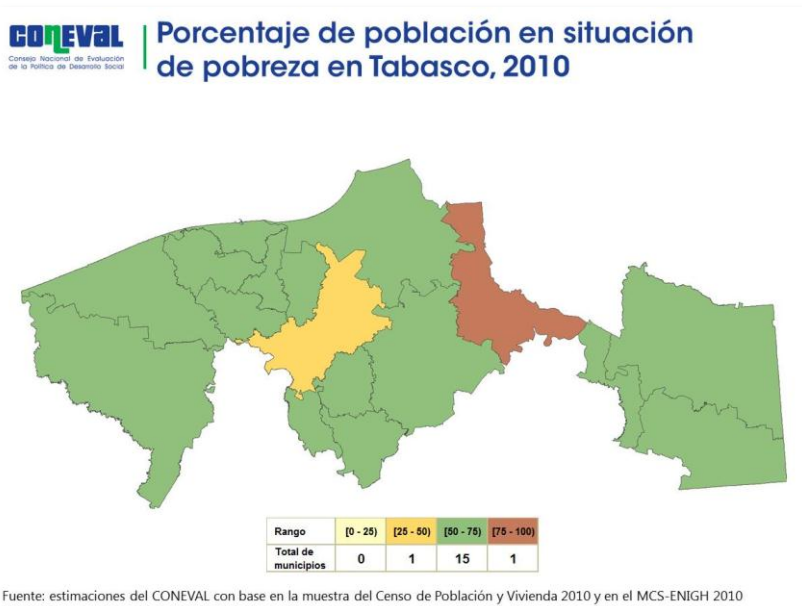 CONEVAL
Consejo Nacional de Evaluación
de la Política de Desarrollo Social
Porcentaje de población en situación
de pobreza en Tabasco, 2010
Rango [0 - 25) [25 - 50) [50 - 75) [75 - 100)
Total de
municipios 0 1 15 1
Fuente: estimaciones del CONEVAL con base en la muestra del Censo de Población y Vivienda 2010 y en el MCS-ENIGH 2010